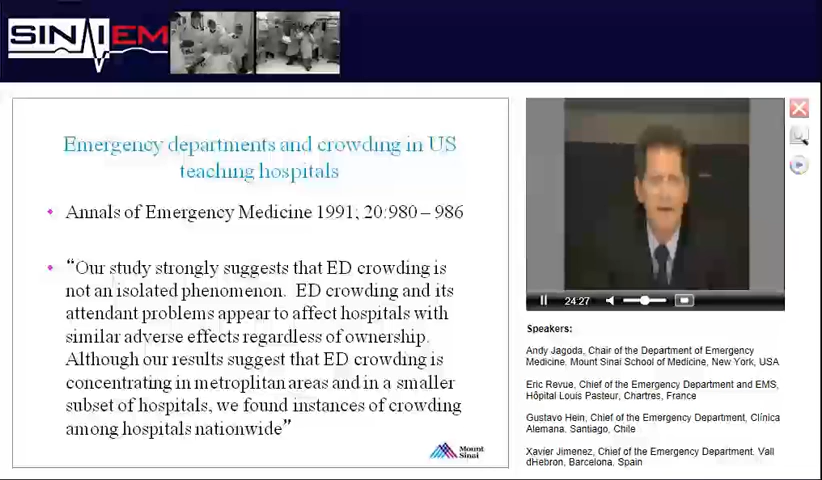 SINAIEM
Emergency departments and crowding in US
teaching hospitals
• Annals of Emergency Medicine 1991; 20:980 – 986
• “Our study strongly suggests that ED crowding is
not an isolated phenomenon. ED crowding and its
attendant problems appear to affect hospitals with
similar adverse effects regardless of ownership.
Although our results suggest that ED crowding is
concentrating in metroplitan areas and in a smaller
subset of hospitals, we found instances of crowding
among hospitals nationwide”
Mount
Sinai
24:27
Speakers:
Andy Jagoda, Chair of the Department of Emergency
Medicine. Mount Sinai School of Medicine, New York, USA
Eric Revue, Chief of the Emergency Department and EMS,
Hôpital Louis Pasteur, Chartres, France
Gustavo Hein, Chief of the Emergency Department, Clínica
Alemana, Santiago, Chile
Xavier Jimenez, Chief of the Emergency Department. Vall
dHebron, Barcelona, Spain